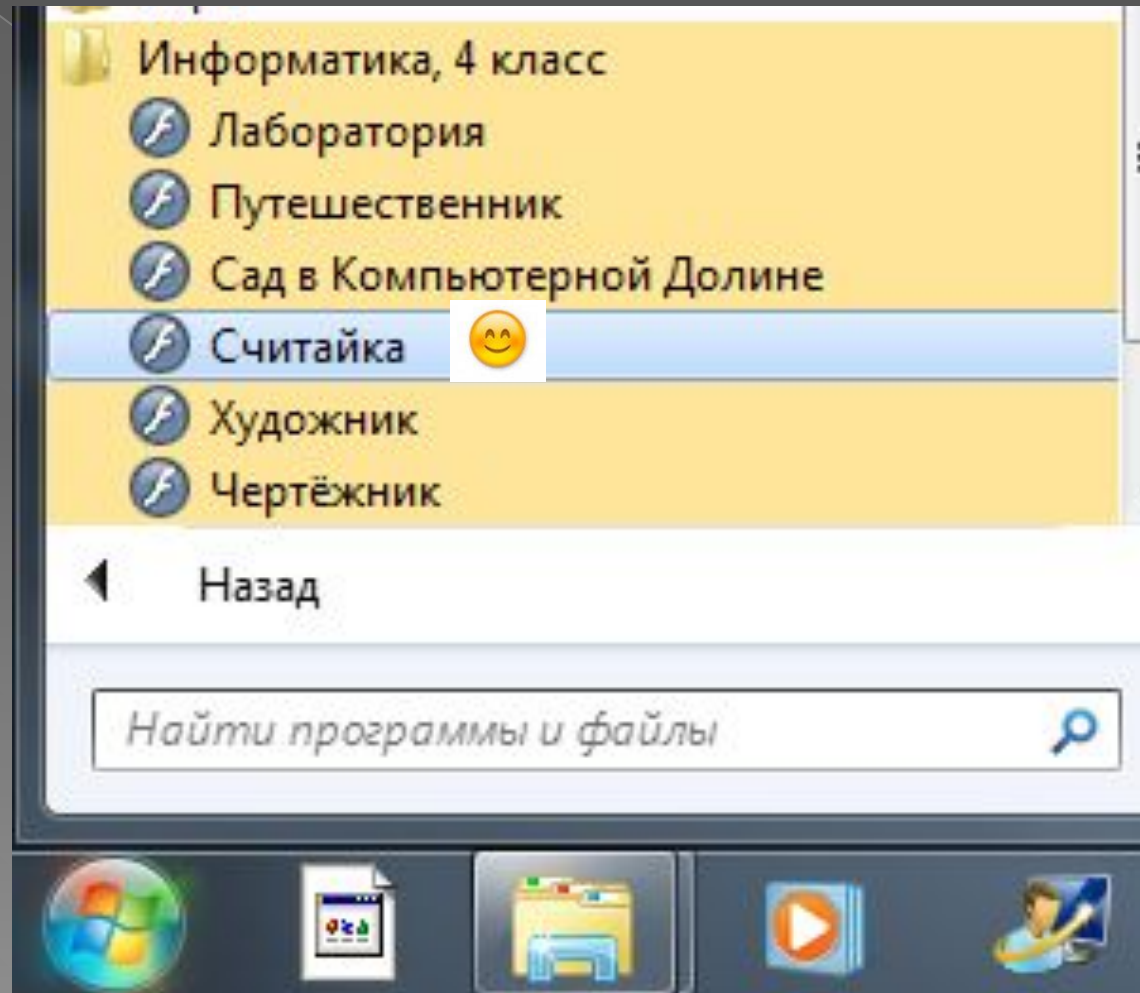 Информатика, 4 класс
Лаборатория
Путешественник
Сад в Компьютерной Долине
Считайка
Художник
Чертёжник
Назад
Найти программы и файлы